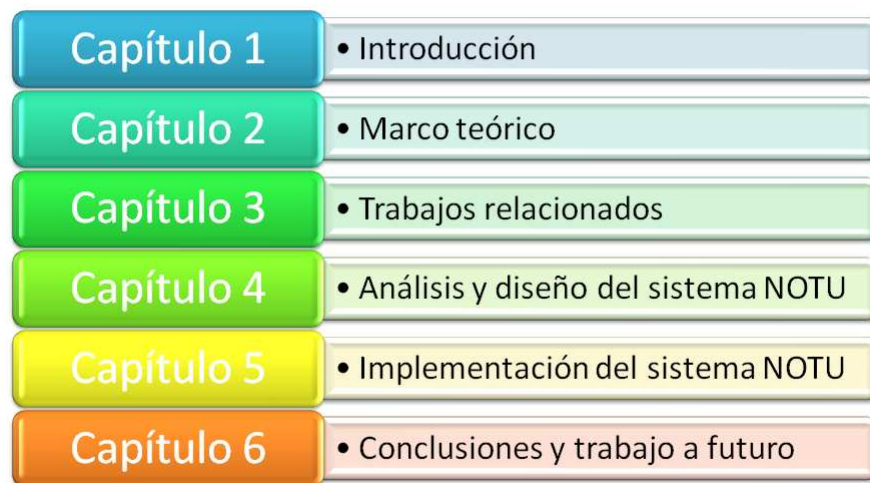 Capítulo 1 • Introducción
Capítulo 2 • Marco teórico
Capítulo 3 • Trabajos relacionados
Capítulo 4 • Análisis y diseño del sistema NOTU
Capítulo 5 • Implementación del sistema NOTU
Capítulo 6 • Conclusiones y trabajo a futuro